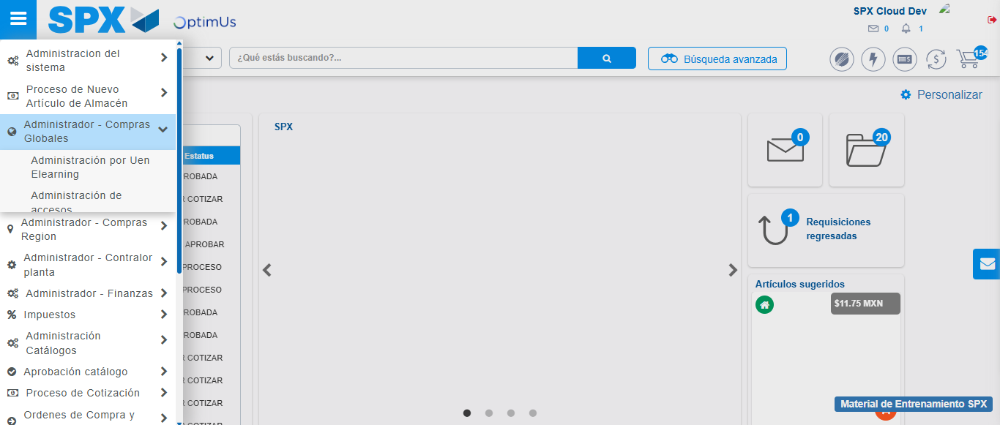 SPX
OptimUs
SPX Cloud Dev
0
1
¿Qué estás buscando?...
Búsqueda avanzada
154
Personalizar
Administracion del
sistema
Proceso de Nuevo
Artículo de Almacén
Administrador - Compras
Globales
Administración por Uen
Elearning
Administración de
accesos
Administrador - Compras
Region
Administrador - Contralor
planta
Administrador - Finanzas
Impuestos
Administración
Catálogos
Aprobación catálogo
Proceso de Cotización
Ordenes de Compra y
Estatus
ROBADA
COTIZAR
ROBADA
APROBAR
PROCESO
PROCESO
ROBADA
ROBADA
COTIZAR
COTIZAR
COTIZAR
COTIZAR
SPX
0
20
1
Requisiciones
regresadas
Artículos sugeridos
$11.75 MXN
Material de Entrenamiento SPX